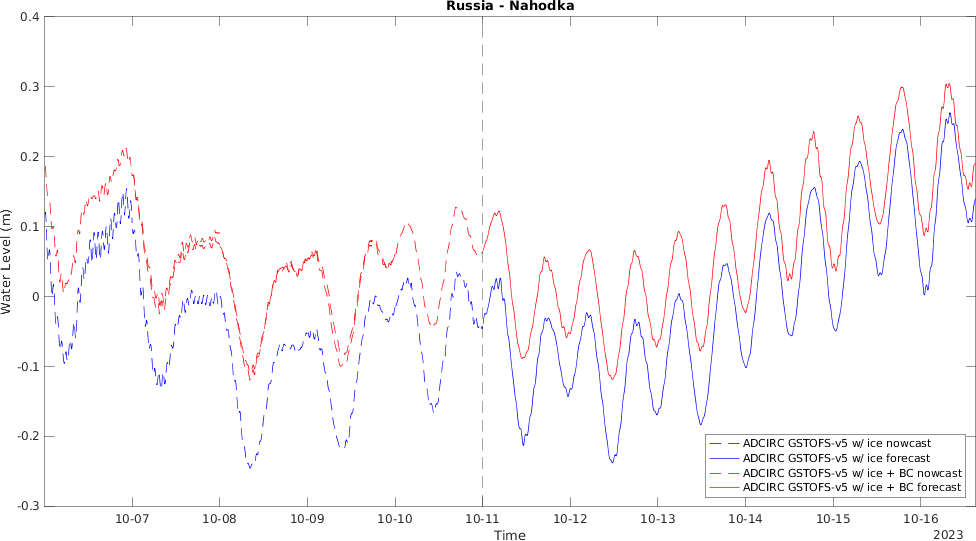 Russia - Nahodka
0.4
0.3
0.2
0.1
0
-0.1
-0.2
-0.3
Water Level (m)
ADCIRC GSTOFS-v5 w/ ice nowcast
ADCIRC GSTOFS-v5 w/ ice forecast
ADCIRC GSTOFS-v5 w/ ice + BC nowcast
ADCIRC GSTOFS-v5 w/ ice + BC forecast
10-07 10-08 10-09 10-10 10-11 10-12 10-13 10-14 10-15 10-16
Time
2023